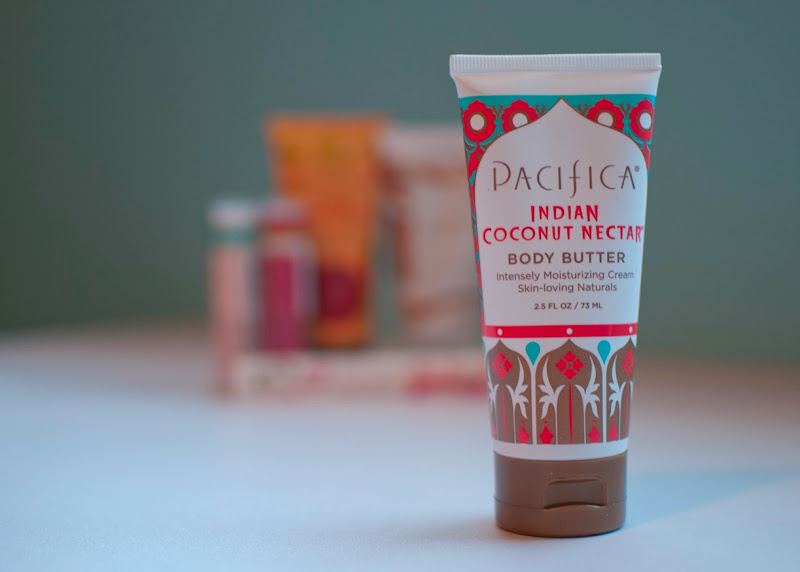 PACIFICA®
INDIAN
COCONUT NECTAR
BODY BUTTER
Intensely Moisturizing Cream
Skin-loving Naturals
2.5 FL OZ / 73 ML